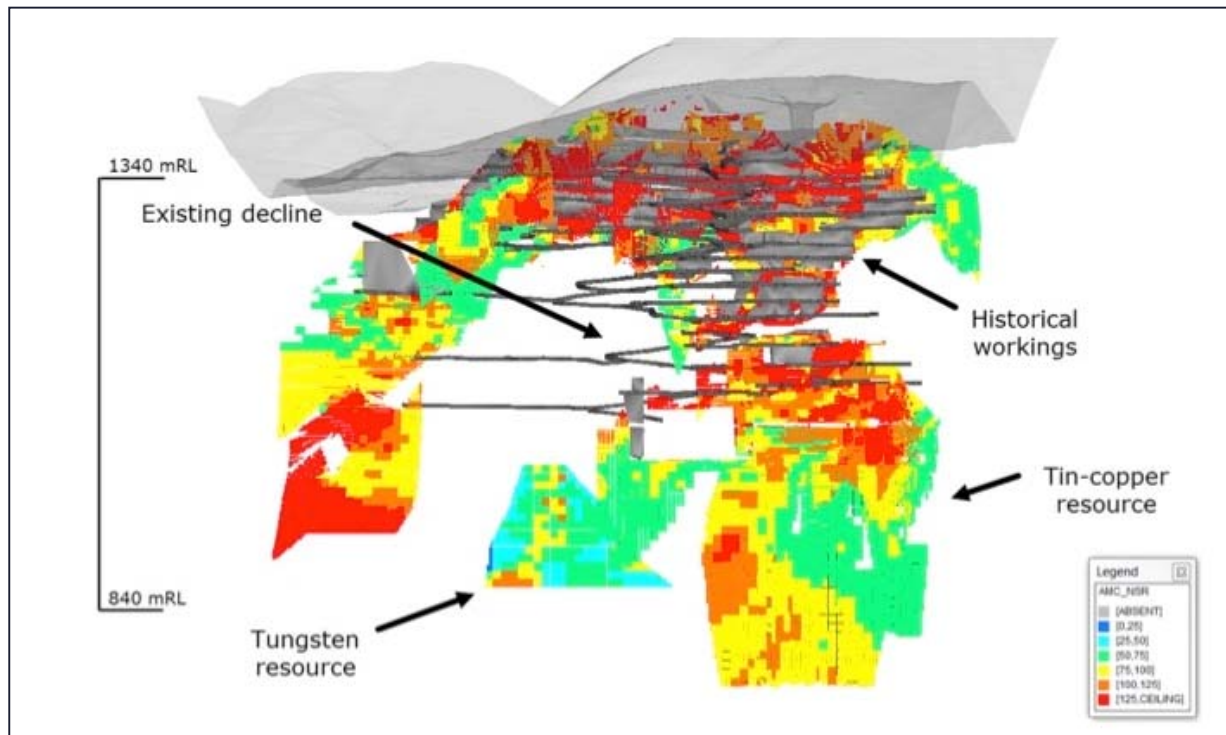 1340 mRL
Existing decline
Historical
workings
Tin-copper
resource
840 mRL
Tungsten
resource
Legend
AMC_NSR
[ABSENT]
[0,25]
[25,50]
[50,75]
[75,100]
[100,125]
[125,CEILING]